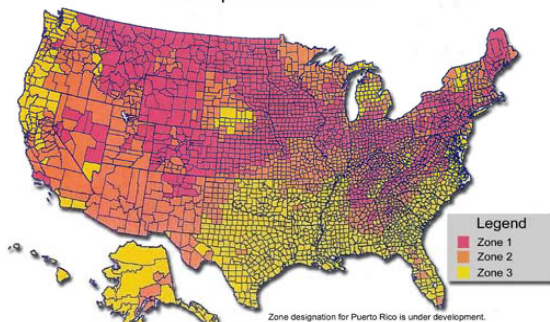 Legend
Zone 1
Zone 2
Zone 3
Zone designation for Puerto Rico is under development.